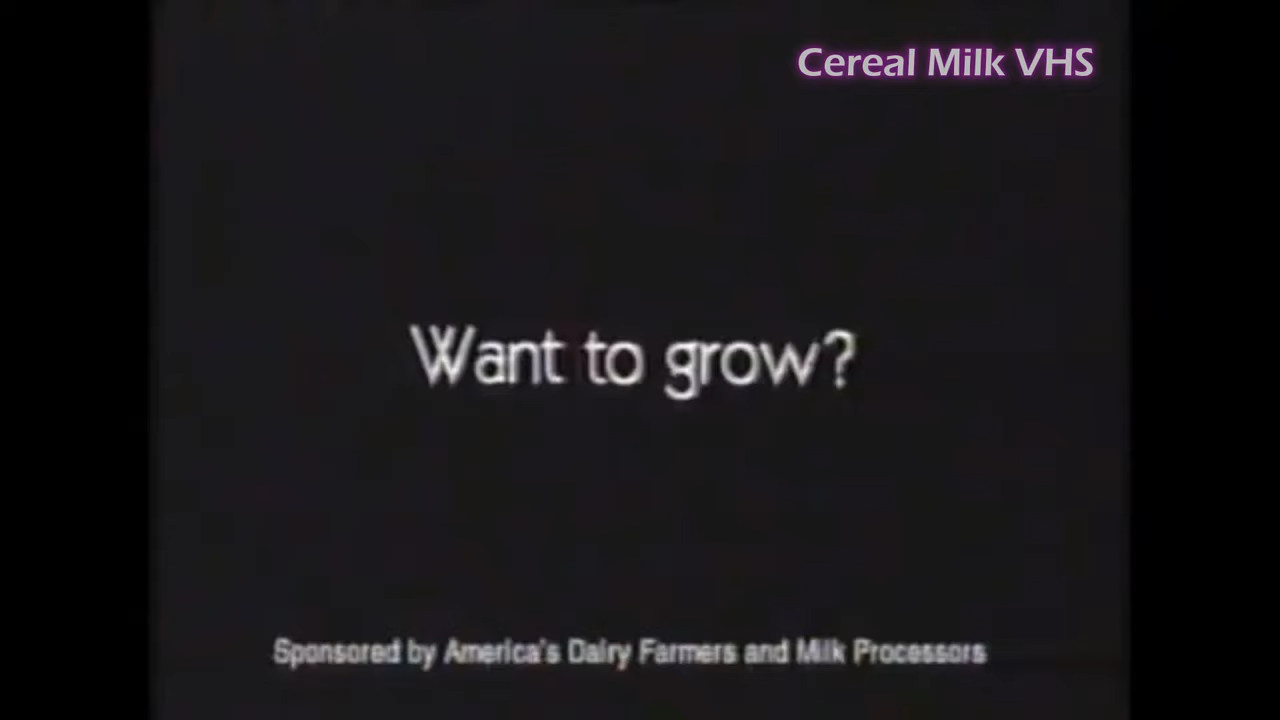 Cereal Milk VHS
Want to grow?
Sponsored by America's Dairy Farmers and Milk Processors